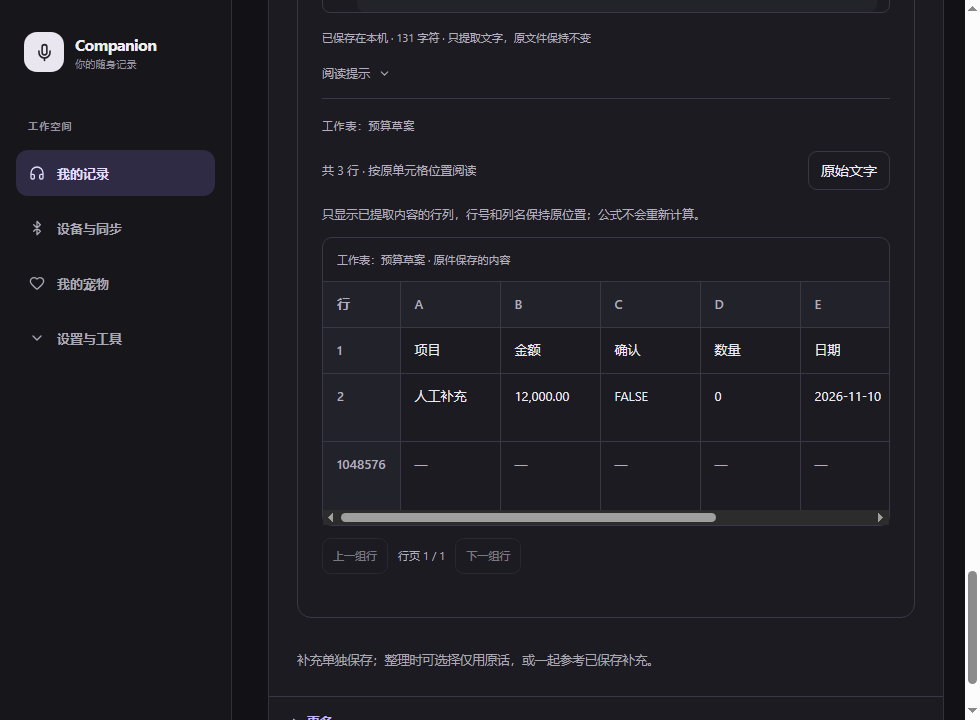 Companion
你的随身记录
工作空间
我的记录
设备与同步
我的宠物
设置与工具
已保存在本机 · 131 字符 · 只提取文字，原文件保持不变
阅读提示
工作表：预算草案
共 3 行 · 按原单元格位置阅读
原始文字
只显示已提取内容的行列，行号和列名保持原位置；公式不会重新计算。
工作表：预算草案 · 原件保存的内容
行 A B C D E
1 项目 金额 确认 数量 日期
2 人工补充 12,000.00 FALSE 0 2026-11-10
1048576 — — — — —
上一组行 行页 1 / 1 下一组行
补充单独保存；整理时可选择仅用原话，或一起参考已保存补充。
更多